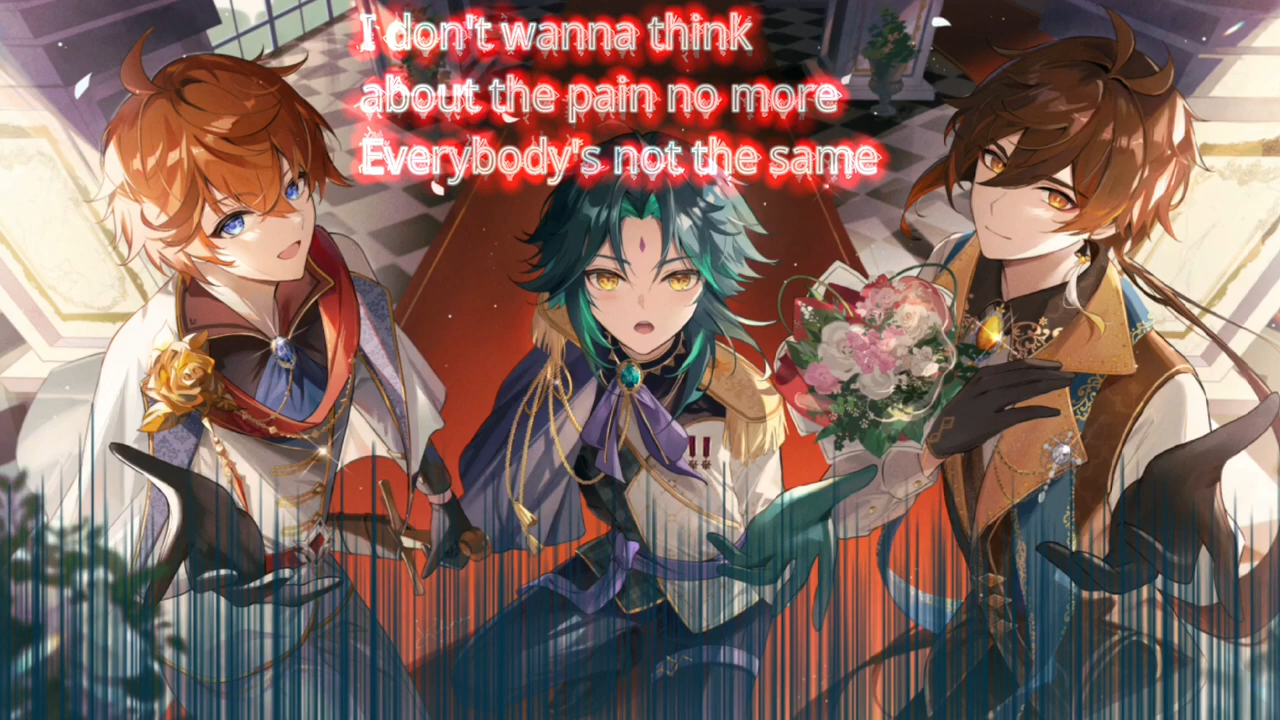 I don't wanna think
about the pain no more
Everybody's not the same